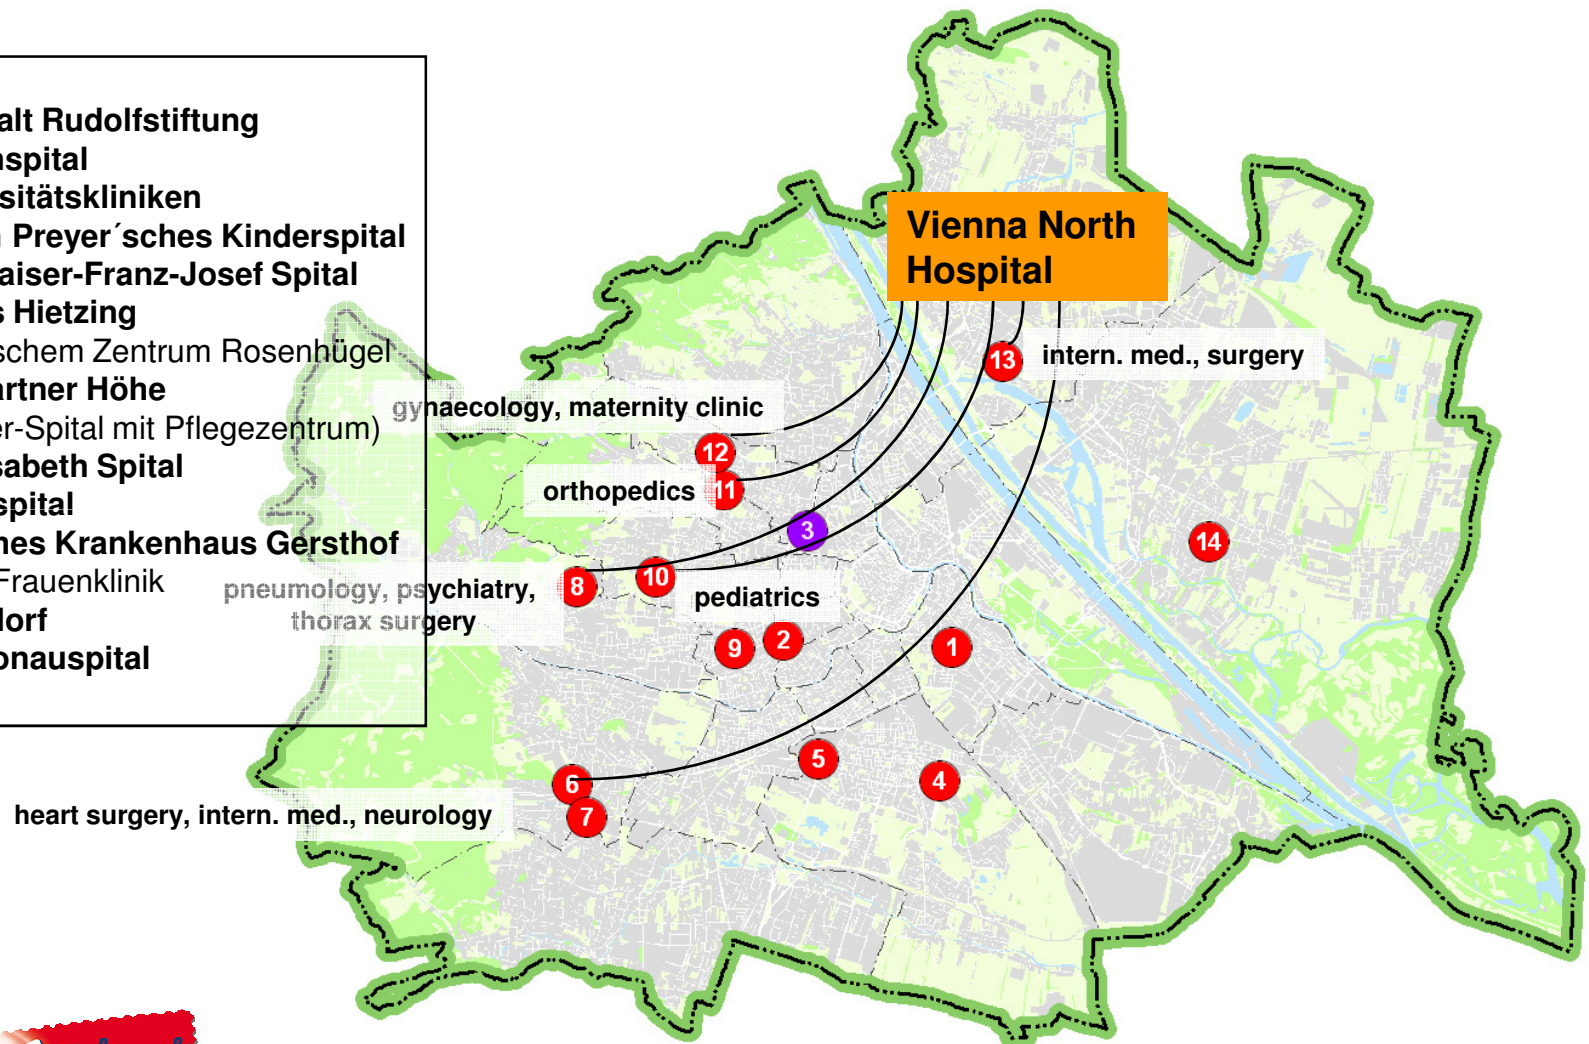 alt Rudolfstiftung
nspital
sitätskliniken
n Preyer´sches Kinderspital
aiser-Franz-Josef Spital
s Hietzing
schem Zentrum Rosenhügel
artner Höhe
er-Spital mit Pflegezentrum)
sabeth Spital
spital
nes Krankenhaus Gersthof
Frauenklinik
dorf
onauspital
Vienna North
Hospital
13
intern. med., surgery
gynaecology, maternity clinic
12
orthopedics
11
3
14
8
10
pneumology, psychiatry,
thorax surgery
pediatrics
9
2
1
5
4
6
7
heart surgery, intern. med., neurology